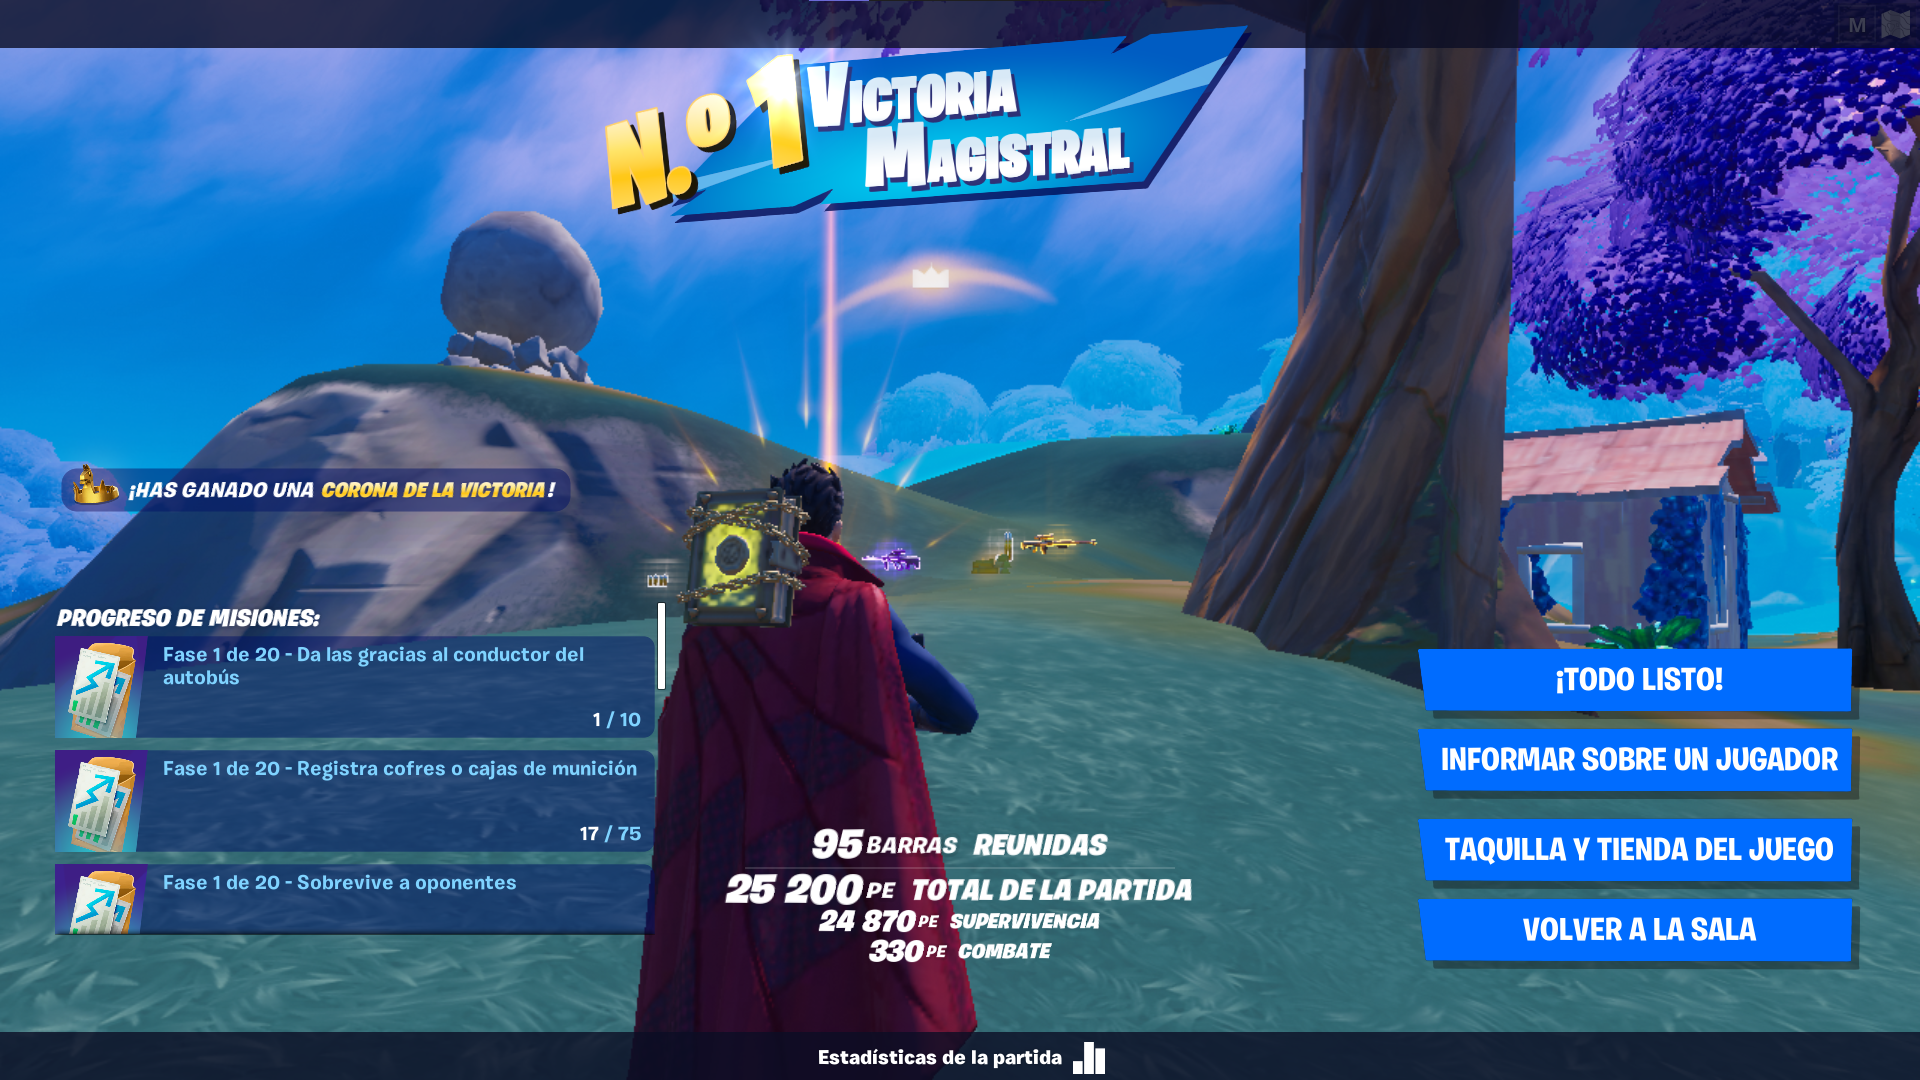 M
N.º 1 VICTORIA
MAGISTRAL
¡HAS GANADO UNA CORONA DE LA VICTORIA!
PROGRESO DE MISIONES:
Fase 1 de 20 - Da las gracias al conductor del
autobús
1 / 10
Fase 1 de 20 - Registra cofres o cajas de munición
17 / 75
Fase 1 de 20 - Sobrevive a oponentes
95 BARRAS REUNIDAS
25 200 PE TOTAL DE LA PARTIDA
24 870 PE SUPERVIVENCIA
330 PE COMBATE
¡TODO LISTO!
INFORMAR SOBRE UN JUGADOR
TAQUILLA Y TIENDA DEL JUEGO
VOLVER A LA SALA
Estadísticas de la partida